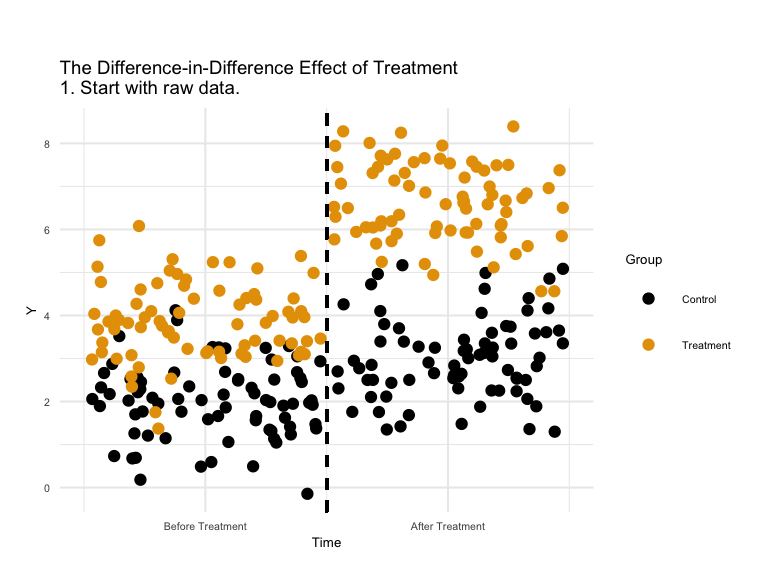 The Difference-in-Difference Effect of Treatment
1. Start with raw data.
8
6
4
2
0
Y
Before Treatment
After Treatment
Time
Group
Control
Treatment